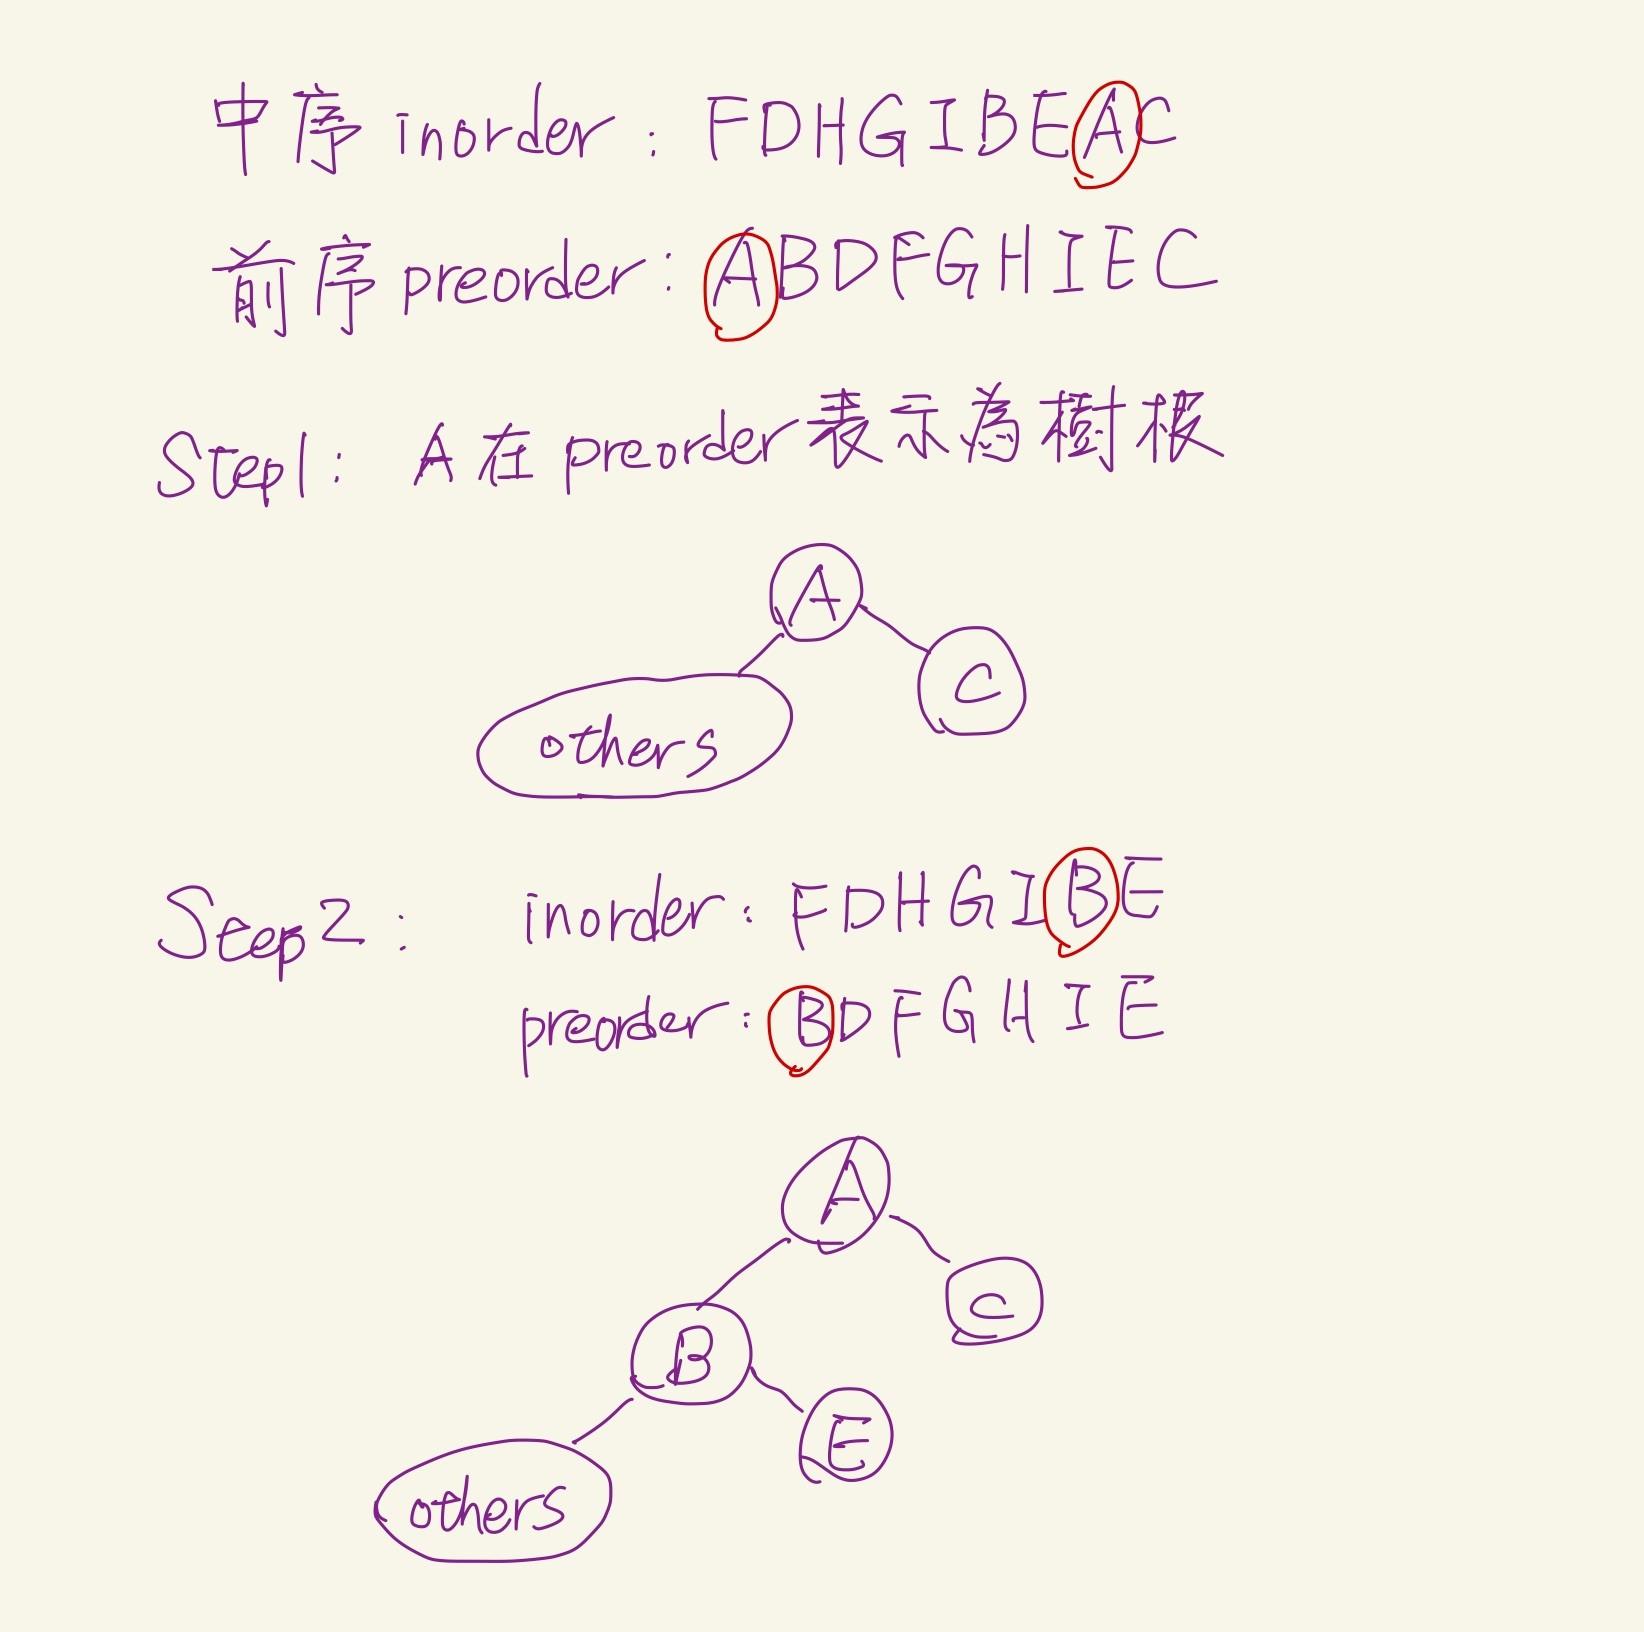 中序 inorder: FDHGIBEAC
前序 preorder: ABDFGHIEC
Step1: A在preorder表示為樹根
A
C
others
Step2: inorder: FDHGIBE
preorder: BDFGHIE
A
C
B
E
others